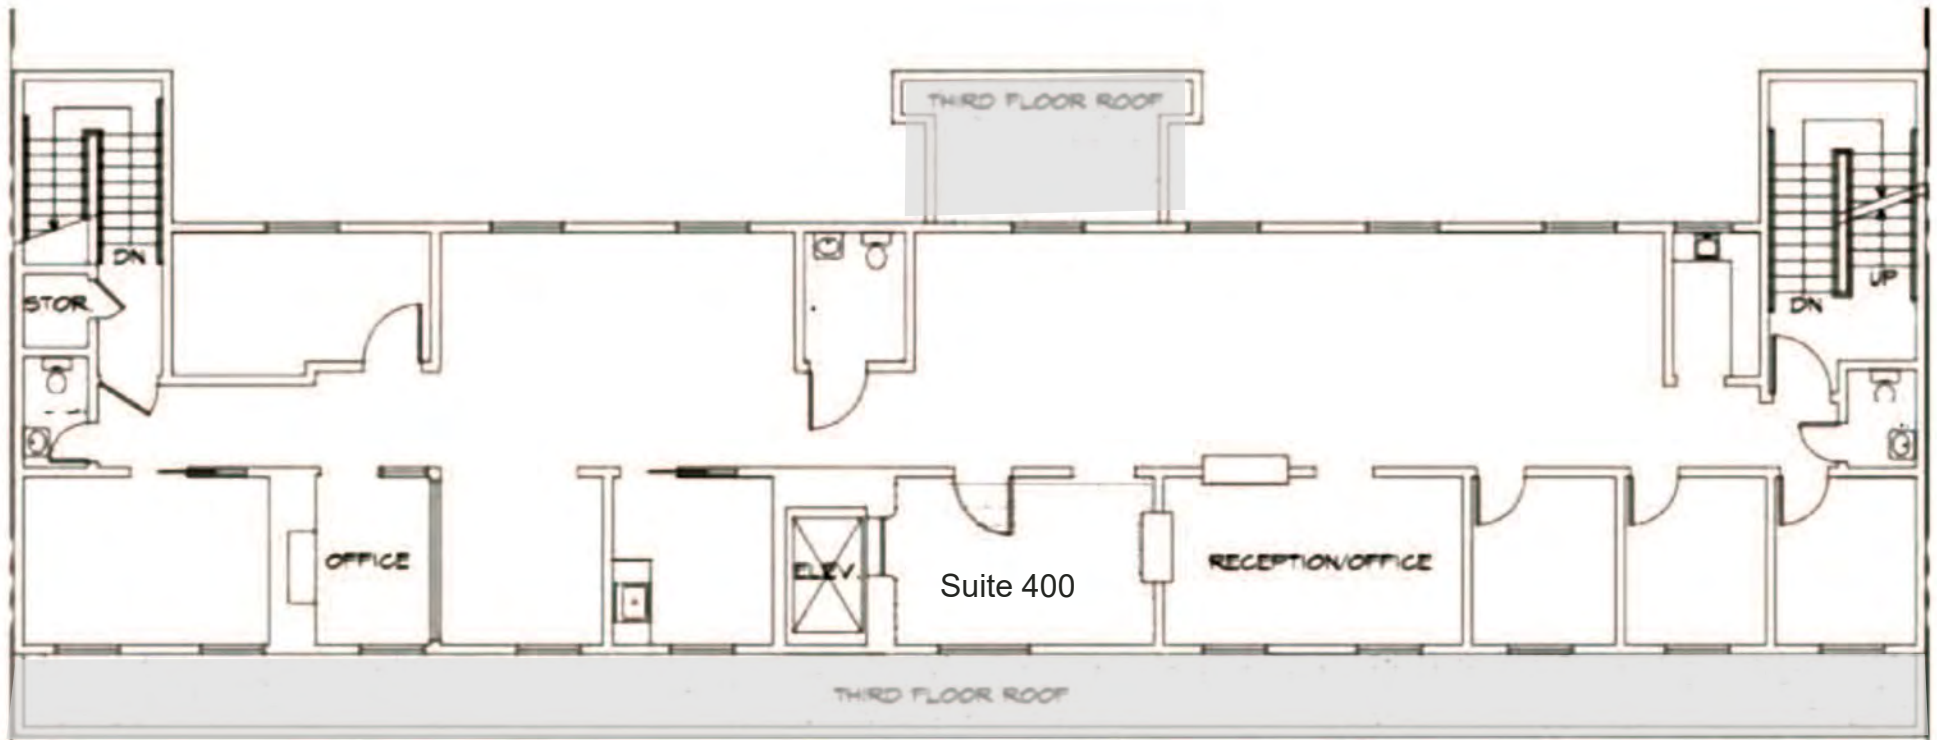 THIRD FLOOR ROOF
DN
STOR.
UP
DN
OFFICE
ELEV.
Suite 400
RECEPTION/OFFICE
THIRD FLOOR ROOF